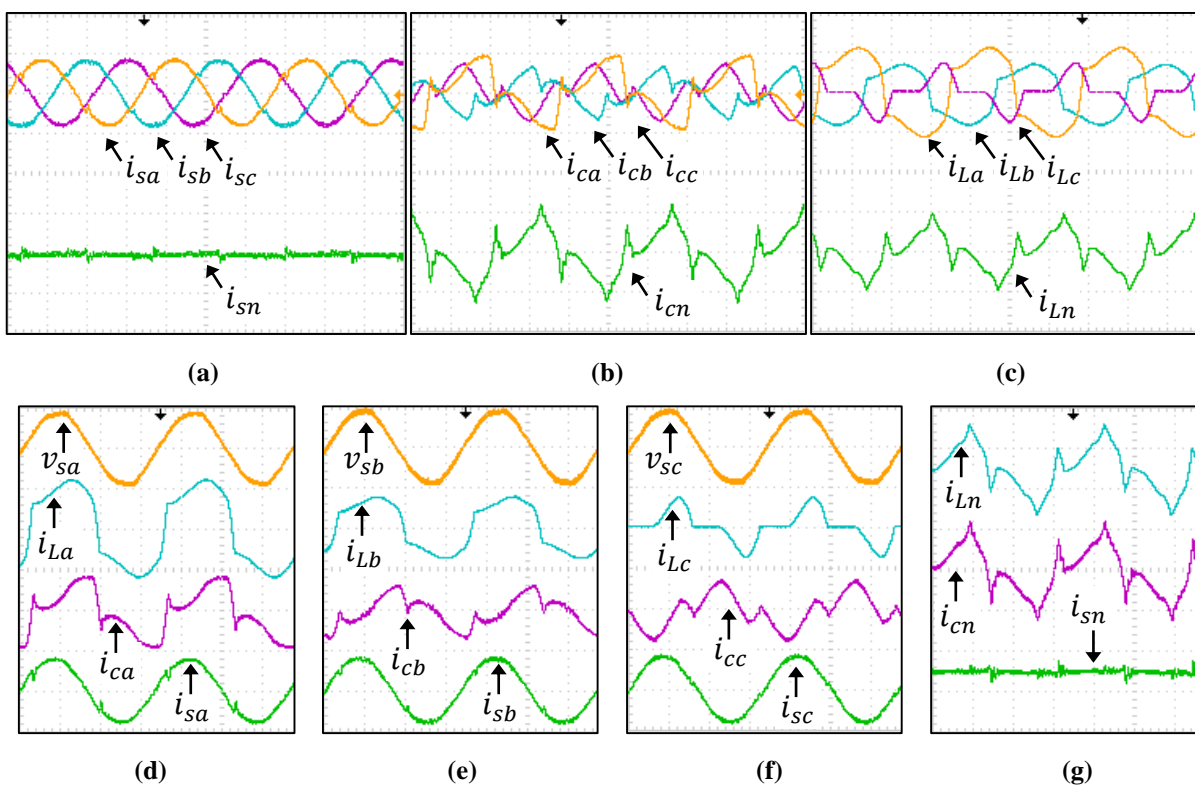 i_sa i_sb i_sc
i_sn
(a)
i_ca i_cb i_cc
i_cn
(b)
i_La i_Lb i_Lc
i_Ln
(c)
v_sa
i_La
i_ca
i_sa
(d)
v_sb
i_Lb
i_cb
i_sb
(e)
v_sc
i_Lc
i_cc
i_sc
(f)
i_Ln
i_cn
i_sn
(g)